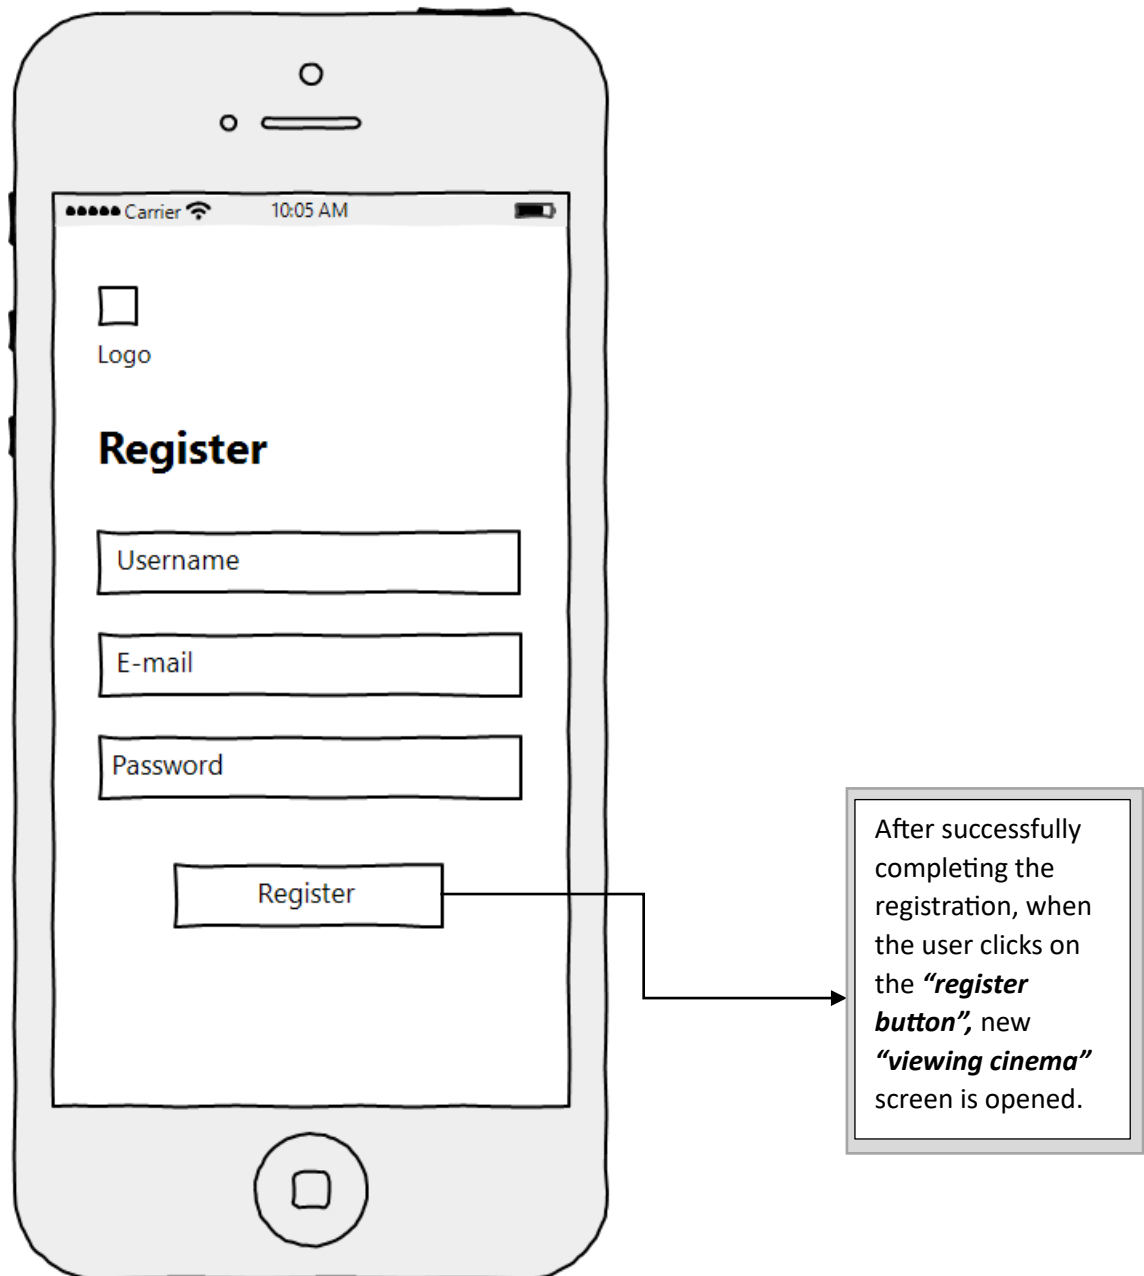 Carrier 10:05 AM
Logo
Register
Username
E-mail
Password
Register
After successfully
completing the
registration, when
the user clicks on
the “register
button”, new
“viewing cinema”
screen is opened.